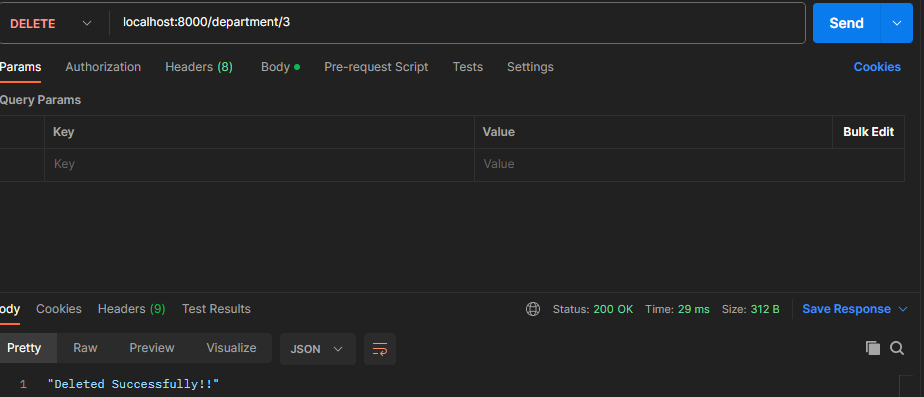 DELETE localhost:8000/department/3 Send
Params Authorization Headers (8) Body Pre-request Script Tests Settings Cookies
Query Params
Key Value Bulk Edit
Key Value
ody Cookies Headers (9) Test Results Status: 200 OK Time: 29 ms Size: 312 B Save Response
Pretty Raw Preview Visualize JSON
1 "Deleted Successfully!!"